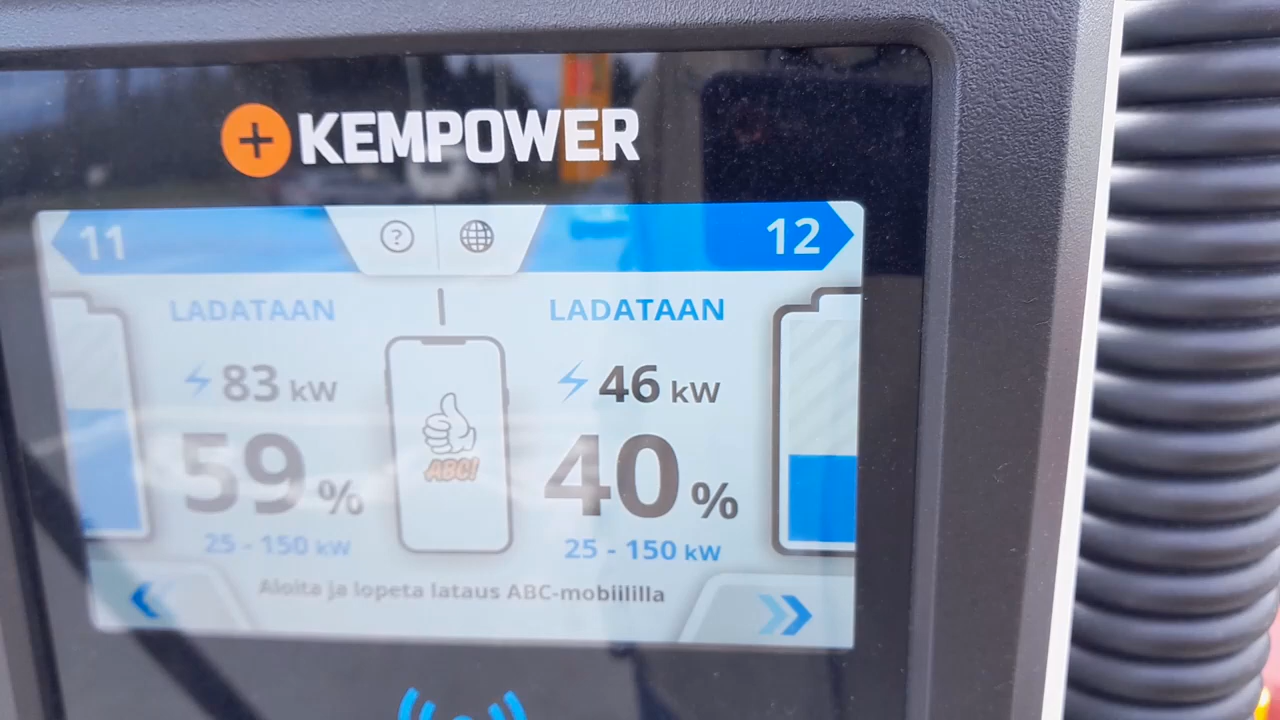 KEMPOWER
11
?
12
LADATAAN
LADATAAN
83 kW
46 kW
59 %
40 %
ABC!
25 - 150 kW
25 - 150 kW
Aloita ja lopeta lataus ABC-mobiililla